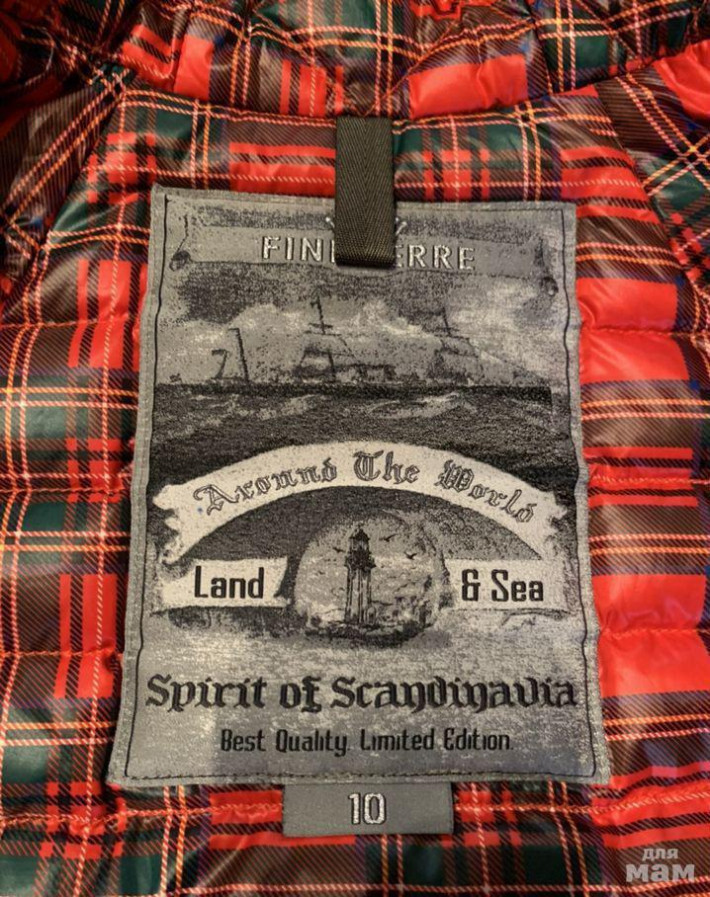 Around The World
Land & Sea
Spirit of Scandinavia
Best Quality. Limited Edition.
10
для
мам